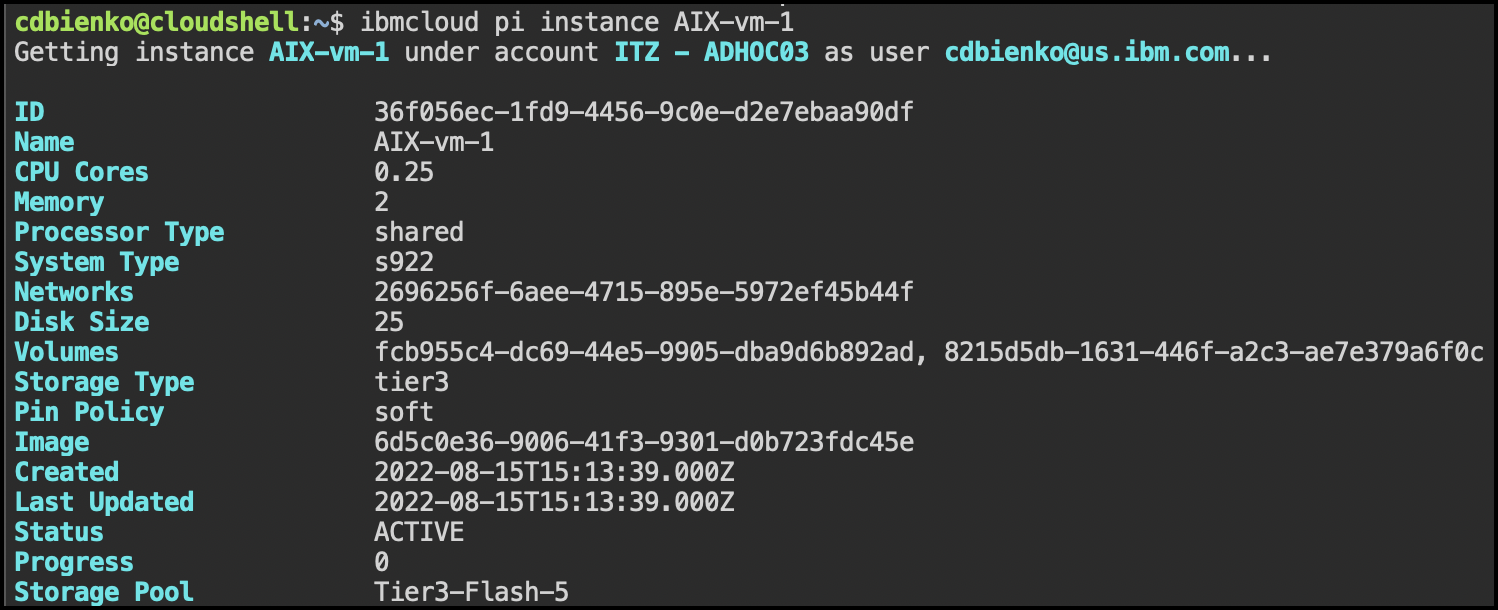 cdbienko@cloudshell:~$ ibmcloud pi instance AIX-vm-1
Getting instance AIX-vm-1 under account ITZ - ADHOC03 as user cdbienko@us.ibm.com...
ID 36f056ec-1fd9-4456-9c0e-d2e7ebaa90df
Name AIX-vm-1
CPU Cores 0.25
Memory 2
Processor Type shared
System Type s922
Networks 2696256f-6aee-4715-895e-5972ef45b44f
Disk Size 25
Volumes fcb955c4-dc69-44e5-9905-dba9d6b892ad, 8215d5db-1631-446f-a2c3-ae7e379a6f0c
Storage Type tier3
Pin Policy soft
Image 6d5c0e36-9006-41f3-9301-d0b723fdc45e
Created 2022-08-15T15:13:39.000Z
Last Updated 2022-08-15T15:13:39.000Z
Status ACTIVE
Progress 0
Storage Pool Tier3-Flash-5